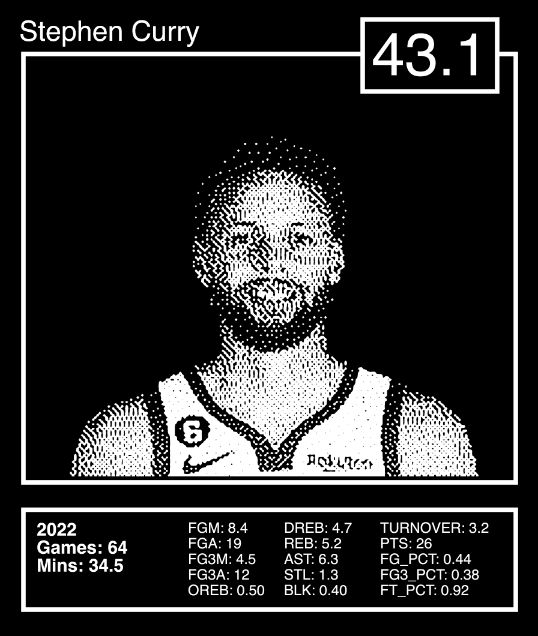 Stephen Curry
43.1
6
Rakuten
2022
Games: 64
Mins: 34.5
FGM: 8.4
FGA: 19
FG3M: 4.5
FG3A: 12
OREB: 0.50
DREB: 4.7
REB: 5.2
AST: 6.3
STL: 1.3
BLK: 0.40
TURNOVER: 3.2
PTS: 26
FG_PCT: 0.44
FG3_PCT: 0.38
FT_PCT: 0.92